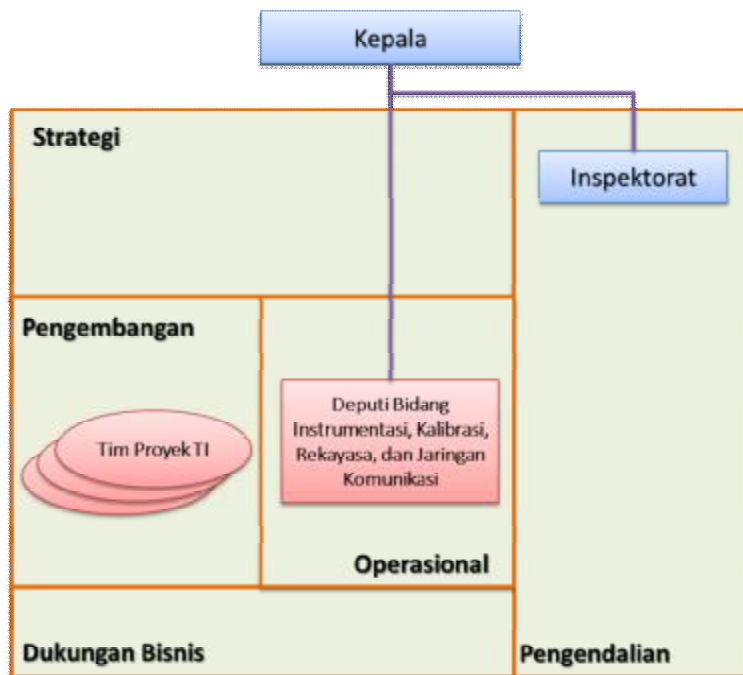 Kepala
Strategi
Inspektorat
Pengembangan
Tim Proyek TI
Deputi Bidang
Instrumentasi, Kalibrasi,
Rekayasa, dan Jaringan
Komunikasi
Operasional
Dukungan Bisnis
Pengendalian